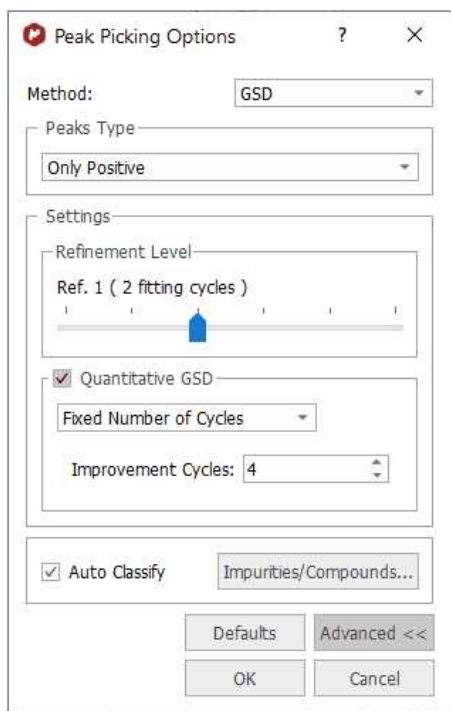 Peak Picking Options ?
Method: GSD
Peaks Type
Only Positive
Settings
Refinement Level
Ref. 1 ( 2 fitting cycles )
Quantitative GSD
Fixed Number of Cycles
Improvement Cycles: 4
Auto Classify Impurities/Compounds...
Defaults Advanced <<
OK Cancel